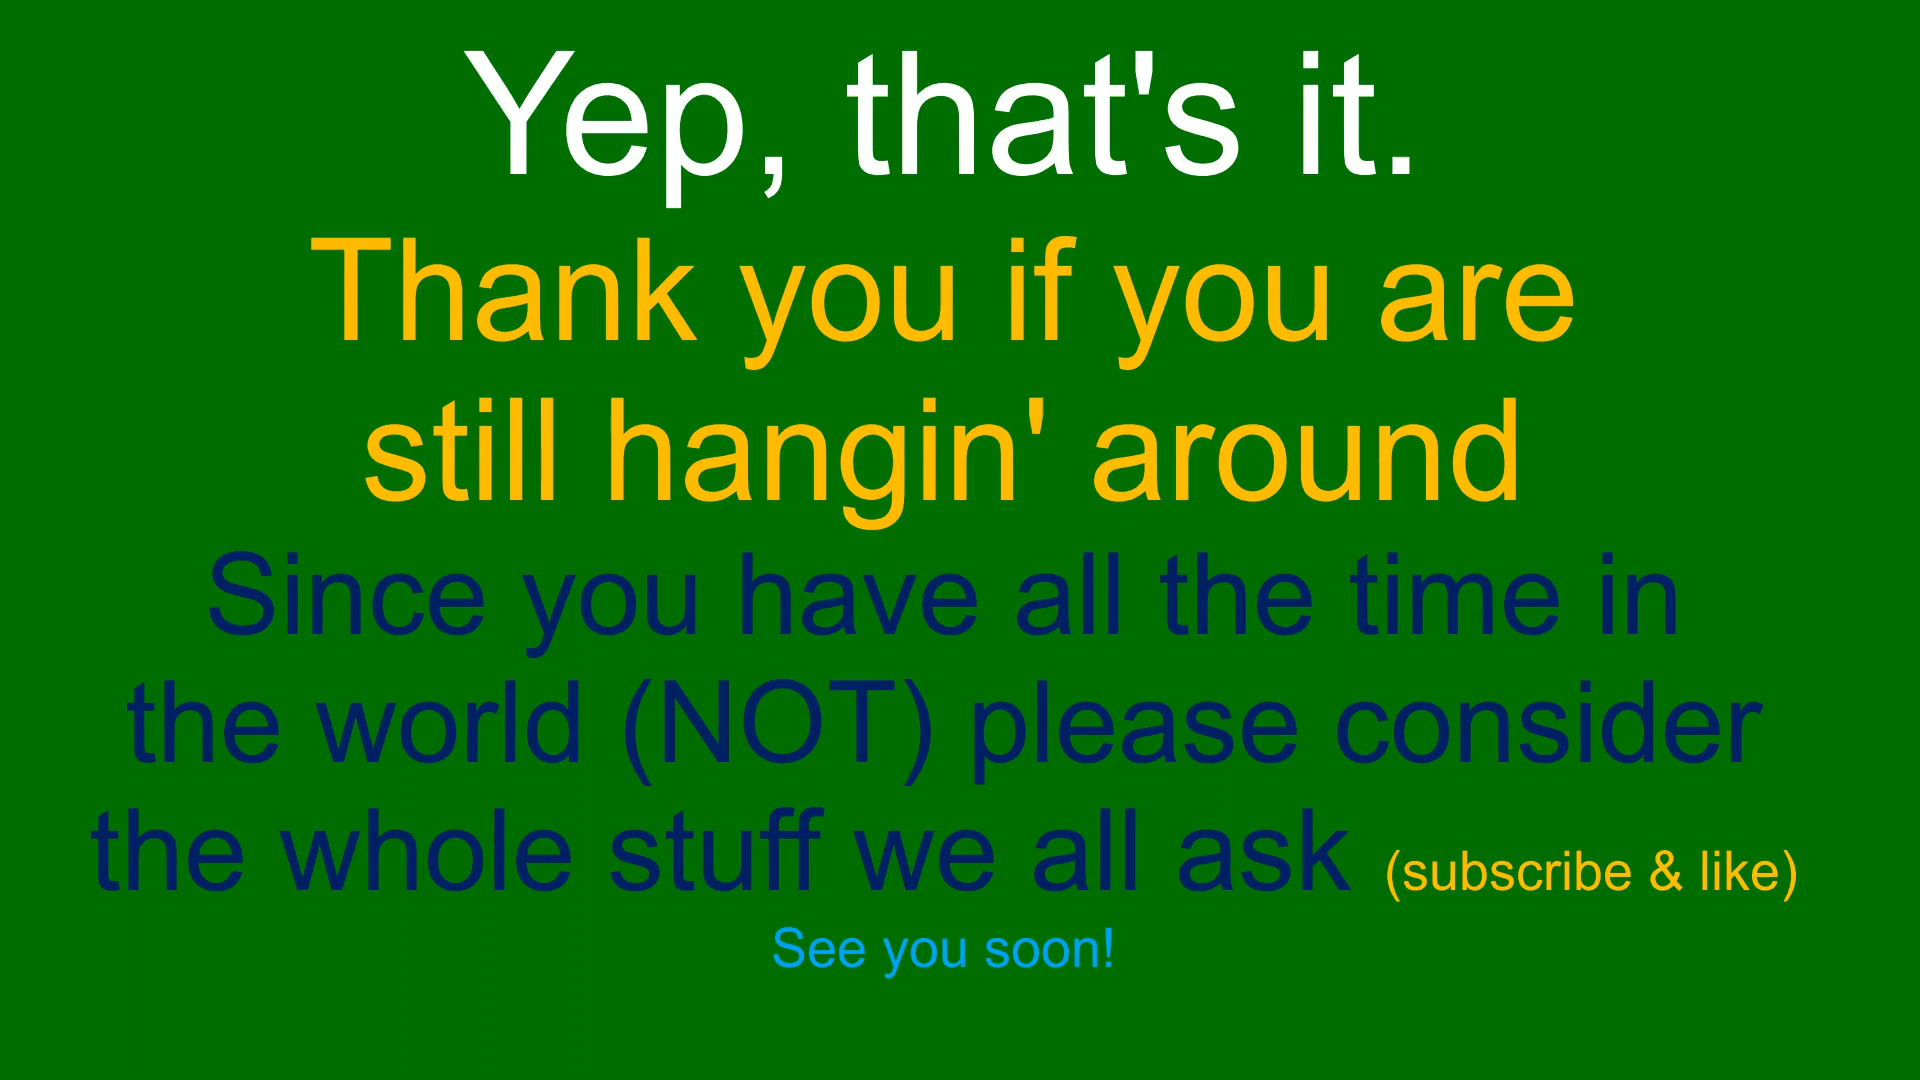 Yep, that's it.
Thank you if you are
still hangin' around
Since you have all the time in
the world (NOT) please consider
the whole stuff we all ask (subscribe & like)
See you soon!